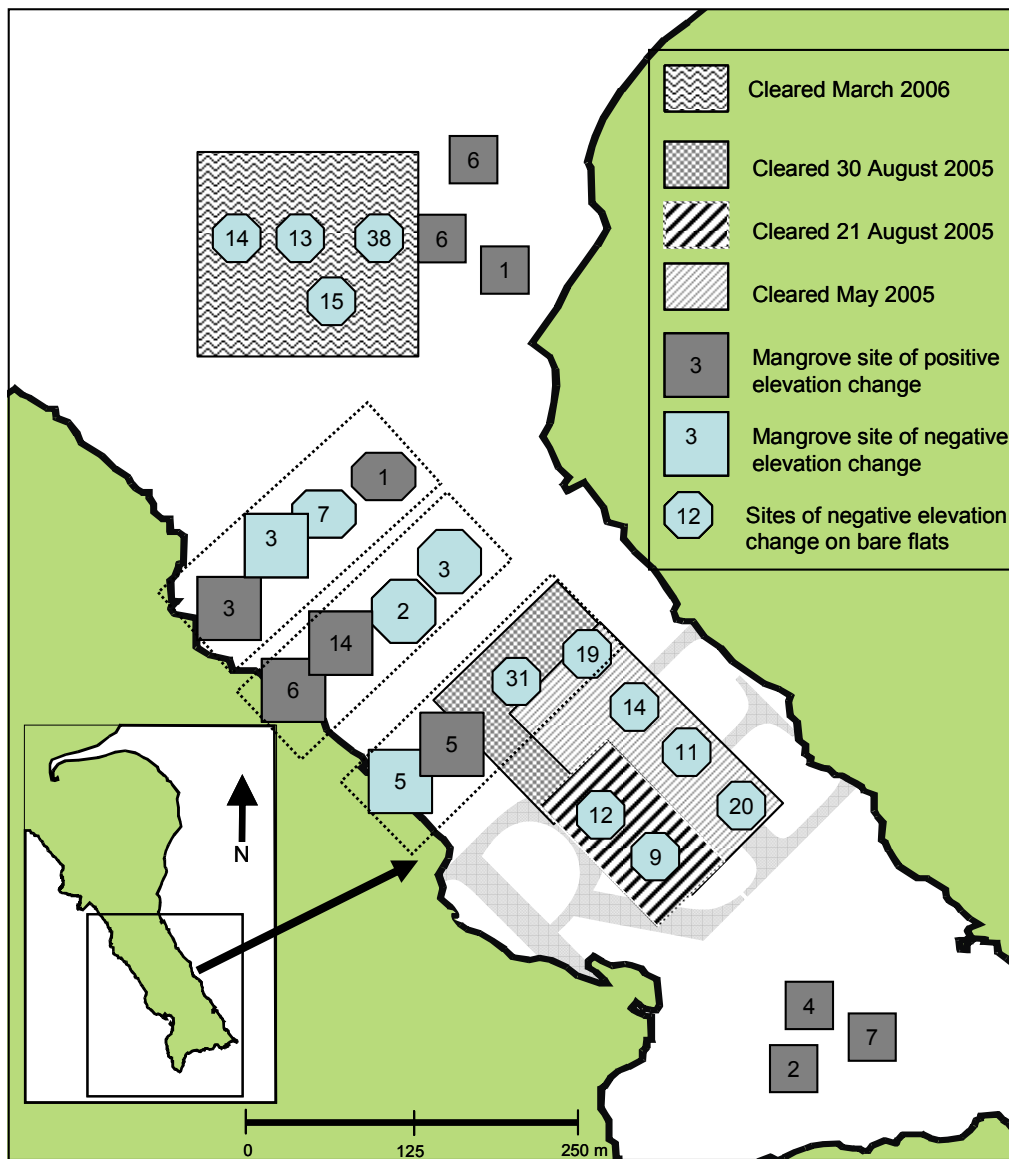 Cleared March 2006
Cleared 30 August 2005
Cleared 21 August 2005
Cleared May 2005
3
Mangrove site of positive
elevation change
3
Mangrove site of negative
elevation change
12
Sites of negative elevation
change on bare flats
6
14
13
38
6
1
15
1
7
3
3
3
2
14
6
19
31
14
5
11
5
20
12
9
N
4
7
2
0
125
250 m